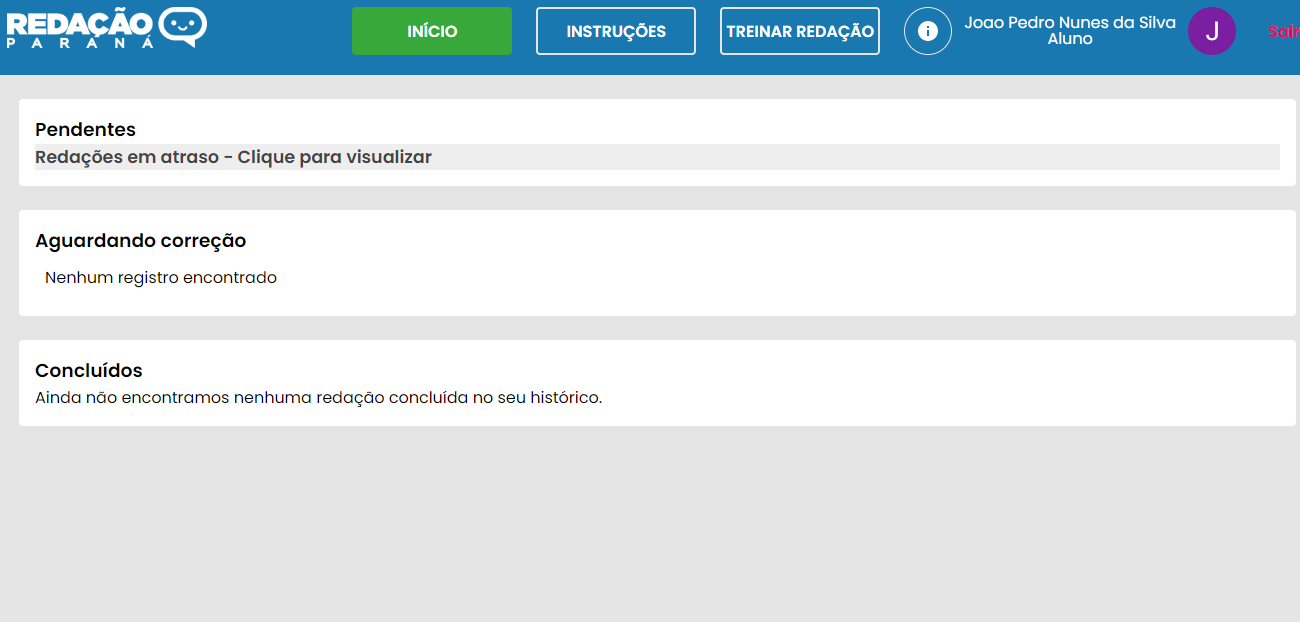 REDAÇÃO
PARANÁ
INÍCIO
INSTRUÇÕES
TREINAR REDAÇÃO
i
Joao Pedro Nunes da Silva
Aluno
J
Sair
Pendentes
Redações em atraso - Clique para visualizar
Aguardando correção
Nenhum registro encontrado
Concluídos
Ainda não encontramos nenhuma redação concluída no seu histórico.